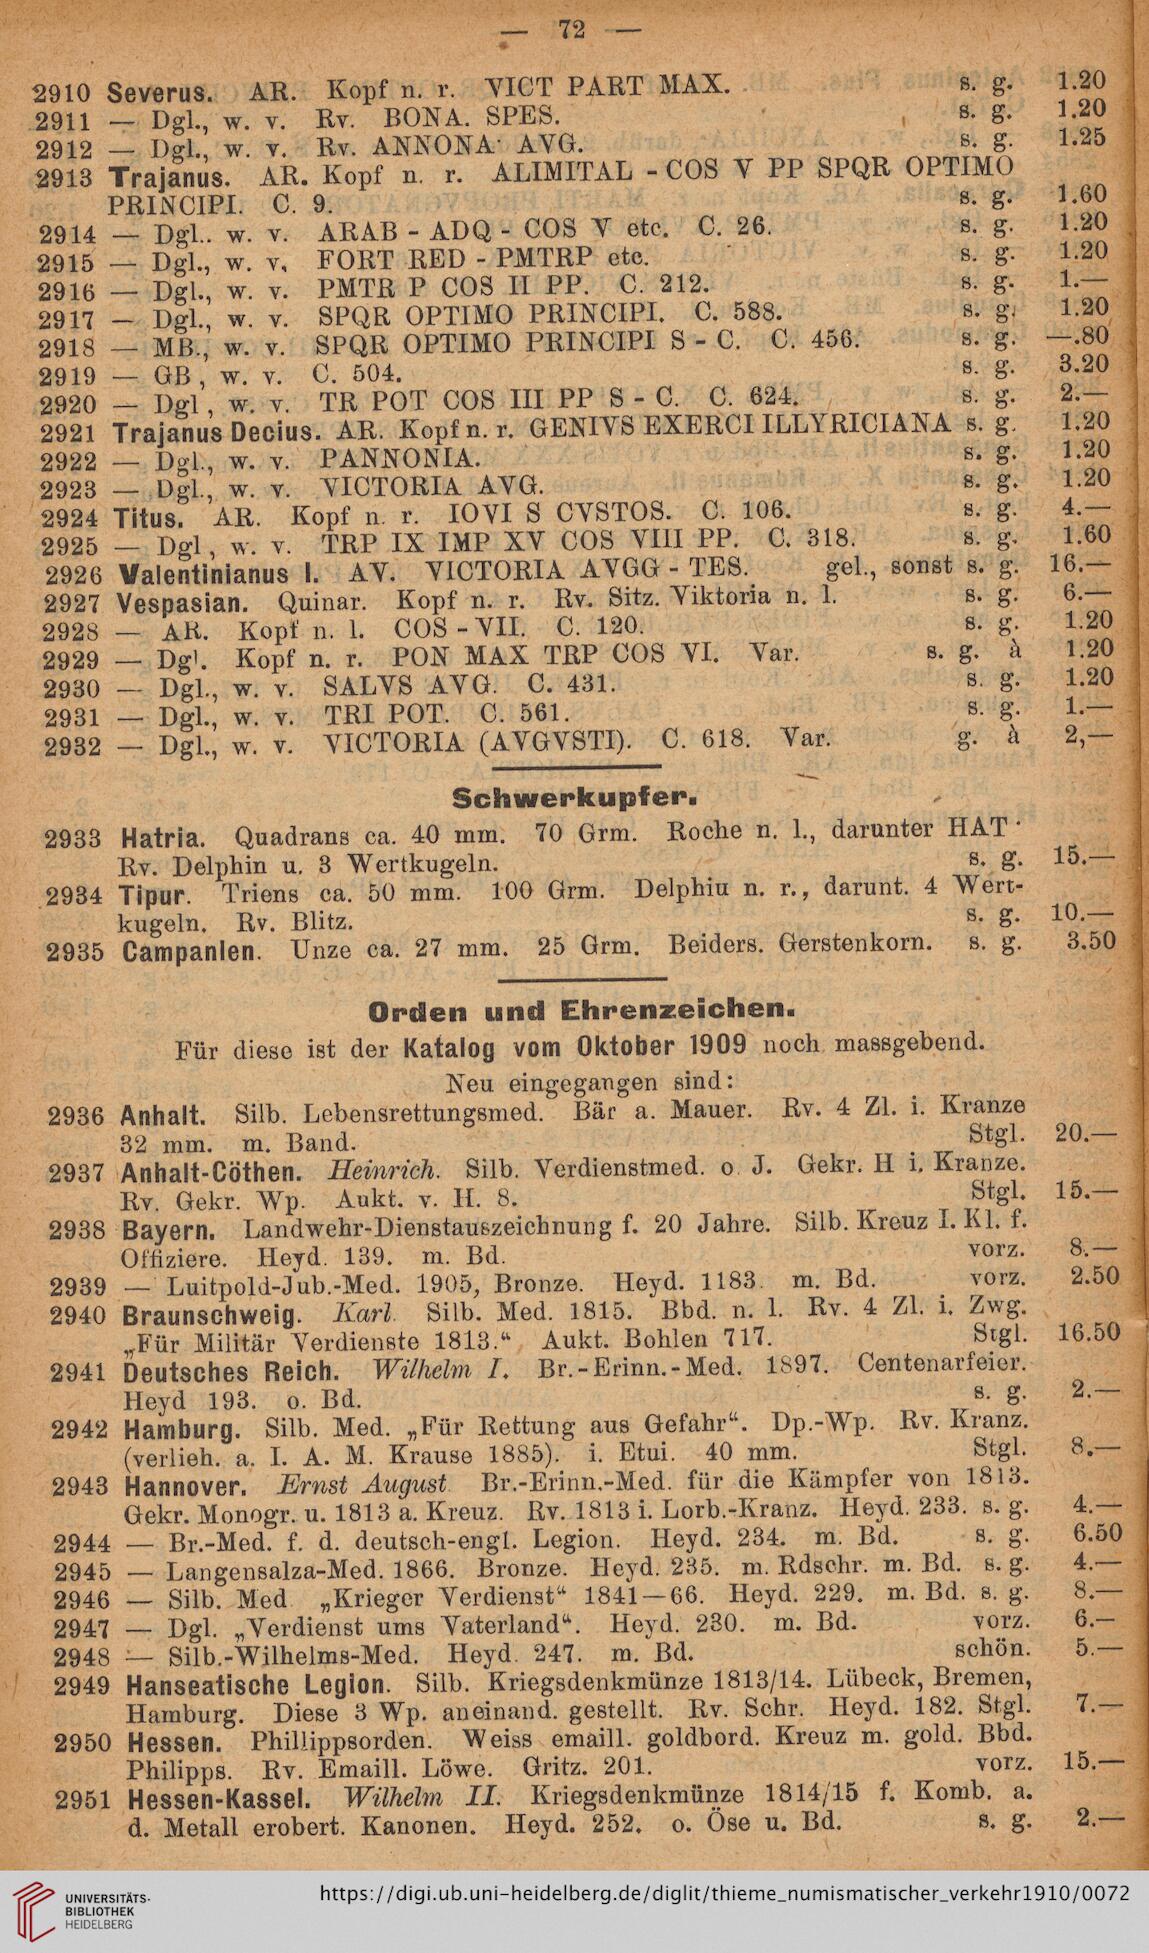 — 72 —
2910 Severus. AR. Kopf n. r. VICT PART MAX. s. g. 1.20
2911 — Dgl., w. v. Rv. BONA. SPES. s. g. 1.20
2912 — Dgl., w. v. Rv. ANNONA· AVG. s. g. 1.25
2913 Trajanus. AR. Kopf n. r. ALIMITAL - COS V PP SPQR OPTIMO
PRINCIPI. C. 9. s. g. 1.60
2914 — Dgl.. w. v. ARAB - ADQ - COS V etc. C. 26. s. g. 1.20
2915 — Dgl., w. v, FORT RED - PMTRP etc. s. g. 1.20
2916 — Dgl., w. v. PMTR P COS II PP. C. 212. s. g. 1.—
2917 — Dgl., w. v. SPQR OPTIMO PRINCIPI. C. 588. s. g. 1.20
2918 — MB., w. v. SPQR OPTIMO PRINCIPI S - C. C. 456. s. g. —.80
2919 — GB, w. v. C. 504. s. g. 3.20
2920 — Dgl, w. v. TR POT COS III PP S - C. C. 624. s. g. 2.—
2921 Trajanus Decius. AR. Kopf n. r. GENIVS EXERCI ILLYRICIANA s. g. 1.20
2922 — Dgl., w. v. PANNONIA. s. g. 1.20
2923 — Dgl., w. v. VICTORIA AVG. s. g. 1.20
2924 Titus. AR. Kopf n. r. IOVI S CVSTOS. C. 106. s. g. 4.—
2925 — Dgl, w. v. TRP IX IMP XV COS VIII PP. C. 318. s. g. 1.60
2926 Valentinianus I. AV. VICTORIA AVGG - TES. gel., sonst s. g. 16.—
2927 Vespasian. Quinar. Kopf n. r. Rv. Sitz. Viktoria n. l. s. g. 6.—
2928 — AR. Kopf n. l. COS - VII. C. 120. s. g. 1.20
2929 — Dgl. Kopf n. r. PON MAX TRP COS VI. Var. s. g. à 1.20
2930 — Dgl., w. v. SALVS AVG. C. 431. s. g. 1.20
2931 — Dgl., w. v. TRI POT. C. 561. s. g. 1.—
2932 — Dgl., w. v. VICTORIA (AVGVSTI). C. 618. Var. g. à 2,—
Schwerkupfer.
2933 Hatria. Quadrans ca. 40 mm. 70 Grm. Roche n. l., darunter HAT·
Rv. Delphin u. 3 Wertkugeln. s. g. 15.—
2934 Tipur. Triens ca. 50 mm. 100 Grm. Delphiu n. r., darunt. 4 Wert-
kugeln. Rv. Blitz. s. g. 10.—
2935 Campanien. Unze ca. 27 mm. 25 Grm. Beiders. Gerstenkorn. s. g. 3.50
Orden und Ehrenzeichen.
Für diese ist der Katalog vom Oktober 1909 noch massgebend.
Neu eingegangen sind:
2936 Anhalt. Silb. Lebensrettungsmed. Bär a. Mauer. Rv. 4 Zl. i. Kranze
32 mm. m. Band. Stgl. 20.—
2937 Anhalt-Cöthen. Heinrich. Silb. Verdienstmed. o. J. Gekr. H i. Kranze.
Rv. Gekr. Wp. Aukt. v. H. 8. Stgl. 15.—
2938 Bayern. Landwehr-Dienstauszeichnung f. 20 Jahre. Silb. Kreuz I. Kl. f.
Offiziere. Heyd. 139. m. Bd. vorz. 8.—
2939 — Luitpold-Jub.-Med. 1905, Bronze. Heyd. 1183. m. Bd. vorz. 2.50
2940 Braunschweig. Karl. Silb. Med. 1815. Bbd. n. l. Rv. 4 Zl. i. Zwg.
„Für Militär Verdienste 1813.“ Aukt. Bohlen 717. Stgl. 16.50
2941 Deutsches Reich. Wilhelm I. Br.-Erinn.-Med. 1897. Centenarfeier.
Heyd 193. o. Bd. s. g. 2.—
2942 Hamburg. Silb. Med. „Für Rettung aus Gefahr“. Dp.-Wp. Rv. Kranz.
(verlieh. a. I. A. M. Krause 1885). i. Etui. 40 mm. Stgl. 8.—
2943 Hannover. Ernst August. Br.-Erinn.-Med. für die Kämpfer von 1813.
Gekr. Monogr. u. 1813 a. Kreuz. Rv. 1813 i. Lorb.-Kranz. Heyd. 233. s. g. 4.—
2944 — Br.-Med. f. d. deutsch-engl. Legion. Heyd. 234. m. Bd. s. g. 6.50
2945 — Langensalza-Med. 1866. Bronze. Heyd. 235. m. Rdschr. m. Bd. s. g. 4.—
2946 — Silb. Med. „Krieger Verdienst“ 1841—66. Heyd. 229. m. Bd. s. g. 8.—
2947 — Dgl. „Verdienst ums Vaterland“. Heyd. 230. m. Bd. vorz. 6.—
2948 — Silb.-Wilhelms-Med. Heyd. 247. m. Bd. schön. 5.—
2949 Hanseatische Legion. Silb. Kriegsdenkmünze 1813/14. Lübeck, Bremen,
Hamburg. Diese 3 Wp. aneinand. gestellt. Rv. Schr. Heyd. 182. Stgl. 7.—
2950 Hessen. Phillippsorden. Weiss emaill. goldbord. Kreuz m. gold. Bbd.
Philipps. Rv. Emaill. Löwe. Gritz. 201. vorz. 15.—
2951 Hessen-Kassel. Wilhelm II. Kriegsdenkmünze 1814/15 f. Komb. a.
d. Metall erobert. Kanonen. Heyd. 252. o. Öse u. Bd. s. g. 2.—
UNIVERSITÄTS-
BIBLIOTHEK
HEIDELBERG
https://digi.ub.uni-heidelberg.de/diglit/thieme_numismatischer_verkehr1910/0072